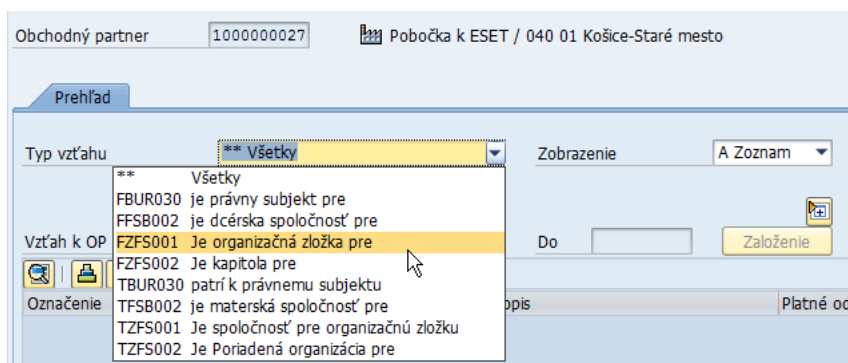 Obchodný partner 1000000027 Pobočka k ESET / 040 01 Košice-Staré mesto
Prehľad
Typ vzťahu ** Všetky Zobrazenie A Zoznam
** Všetky
FBUR030 je právny subjekt pre
FFSB002 je dcérska spoločnosť pre
Vzťah k OP FZFS001 Je organizačná zložka pre Do Založenie
FZFS002 Je kapitola pre
TBUR030 patrí k právnemu subjektu
Označenie TFSB002 je materská spoločnosť pre Platné
TZFS001 Je spoločnosť pre organizačnú zložku
TZFS002 Je Poriadená organizácia pre